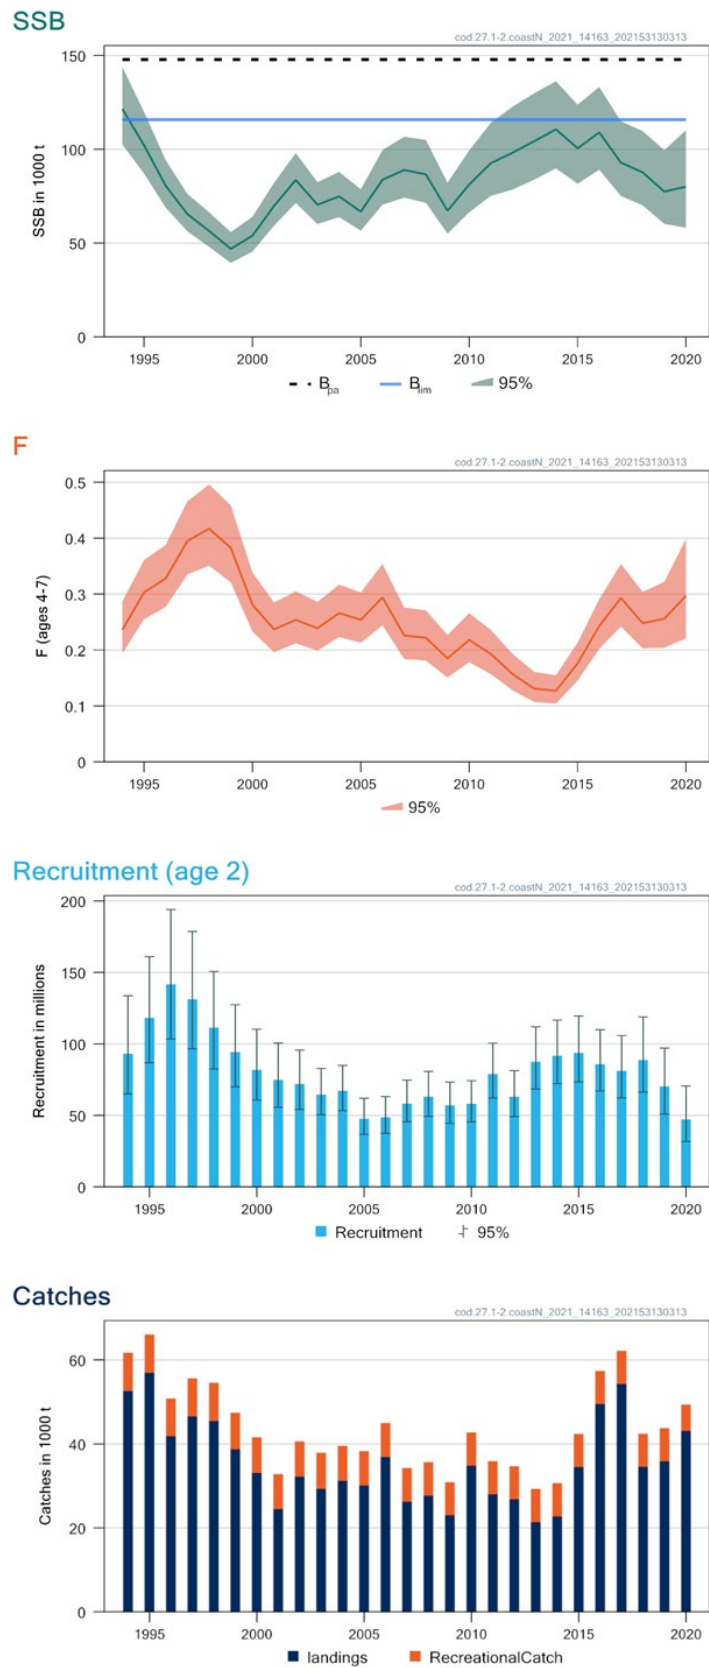 SSB
cod.27.1-2.coastN_2021_14163_202153130313
150
100
50
0
SSB in 1000 t
1995 2000 2005 2010 2015 2020
Bpa Blim 95%
F
cod.27.1-2.coastN_2021_14163_202153130313
0.5
0.4
0.3
0.2
0.1
0
F (ages 4-7)
1995 2000 2005 2010 2015 2020
95%
Recruitment (age 2)
cod.27.1-2.coastN_2021_14163_202153130313
200
150
100
50
0
Recruitment in millions
1995 2000 2005 2010 2015 2020
Recruitment 95%
Catches
cod.27.1-2.coastN_2021_14163_202153130313
60
40
20
0
Catches in 1000 t
1995 2000 2005 2010 2015 2020
landings RecreationalCatch